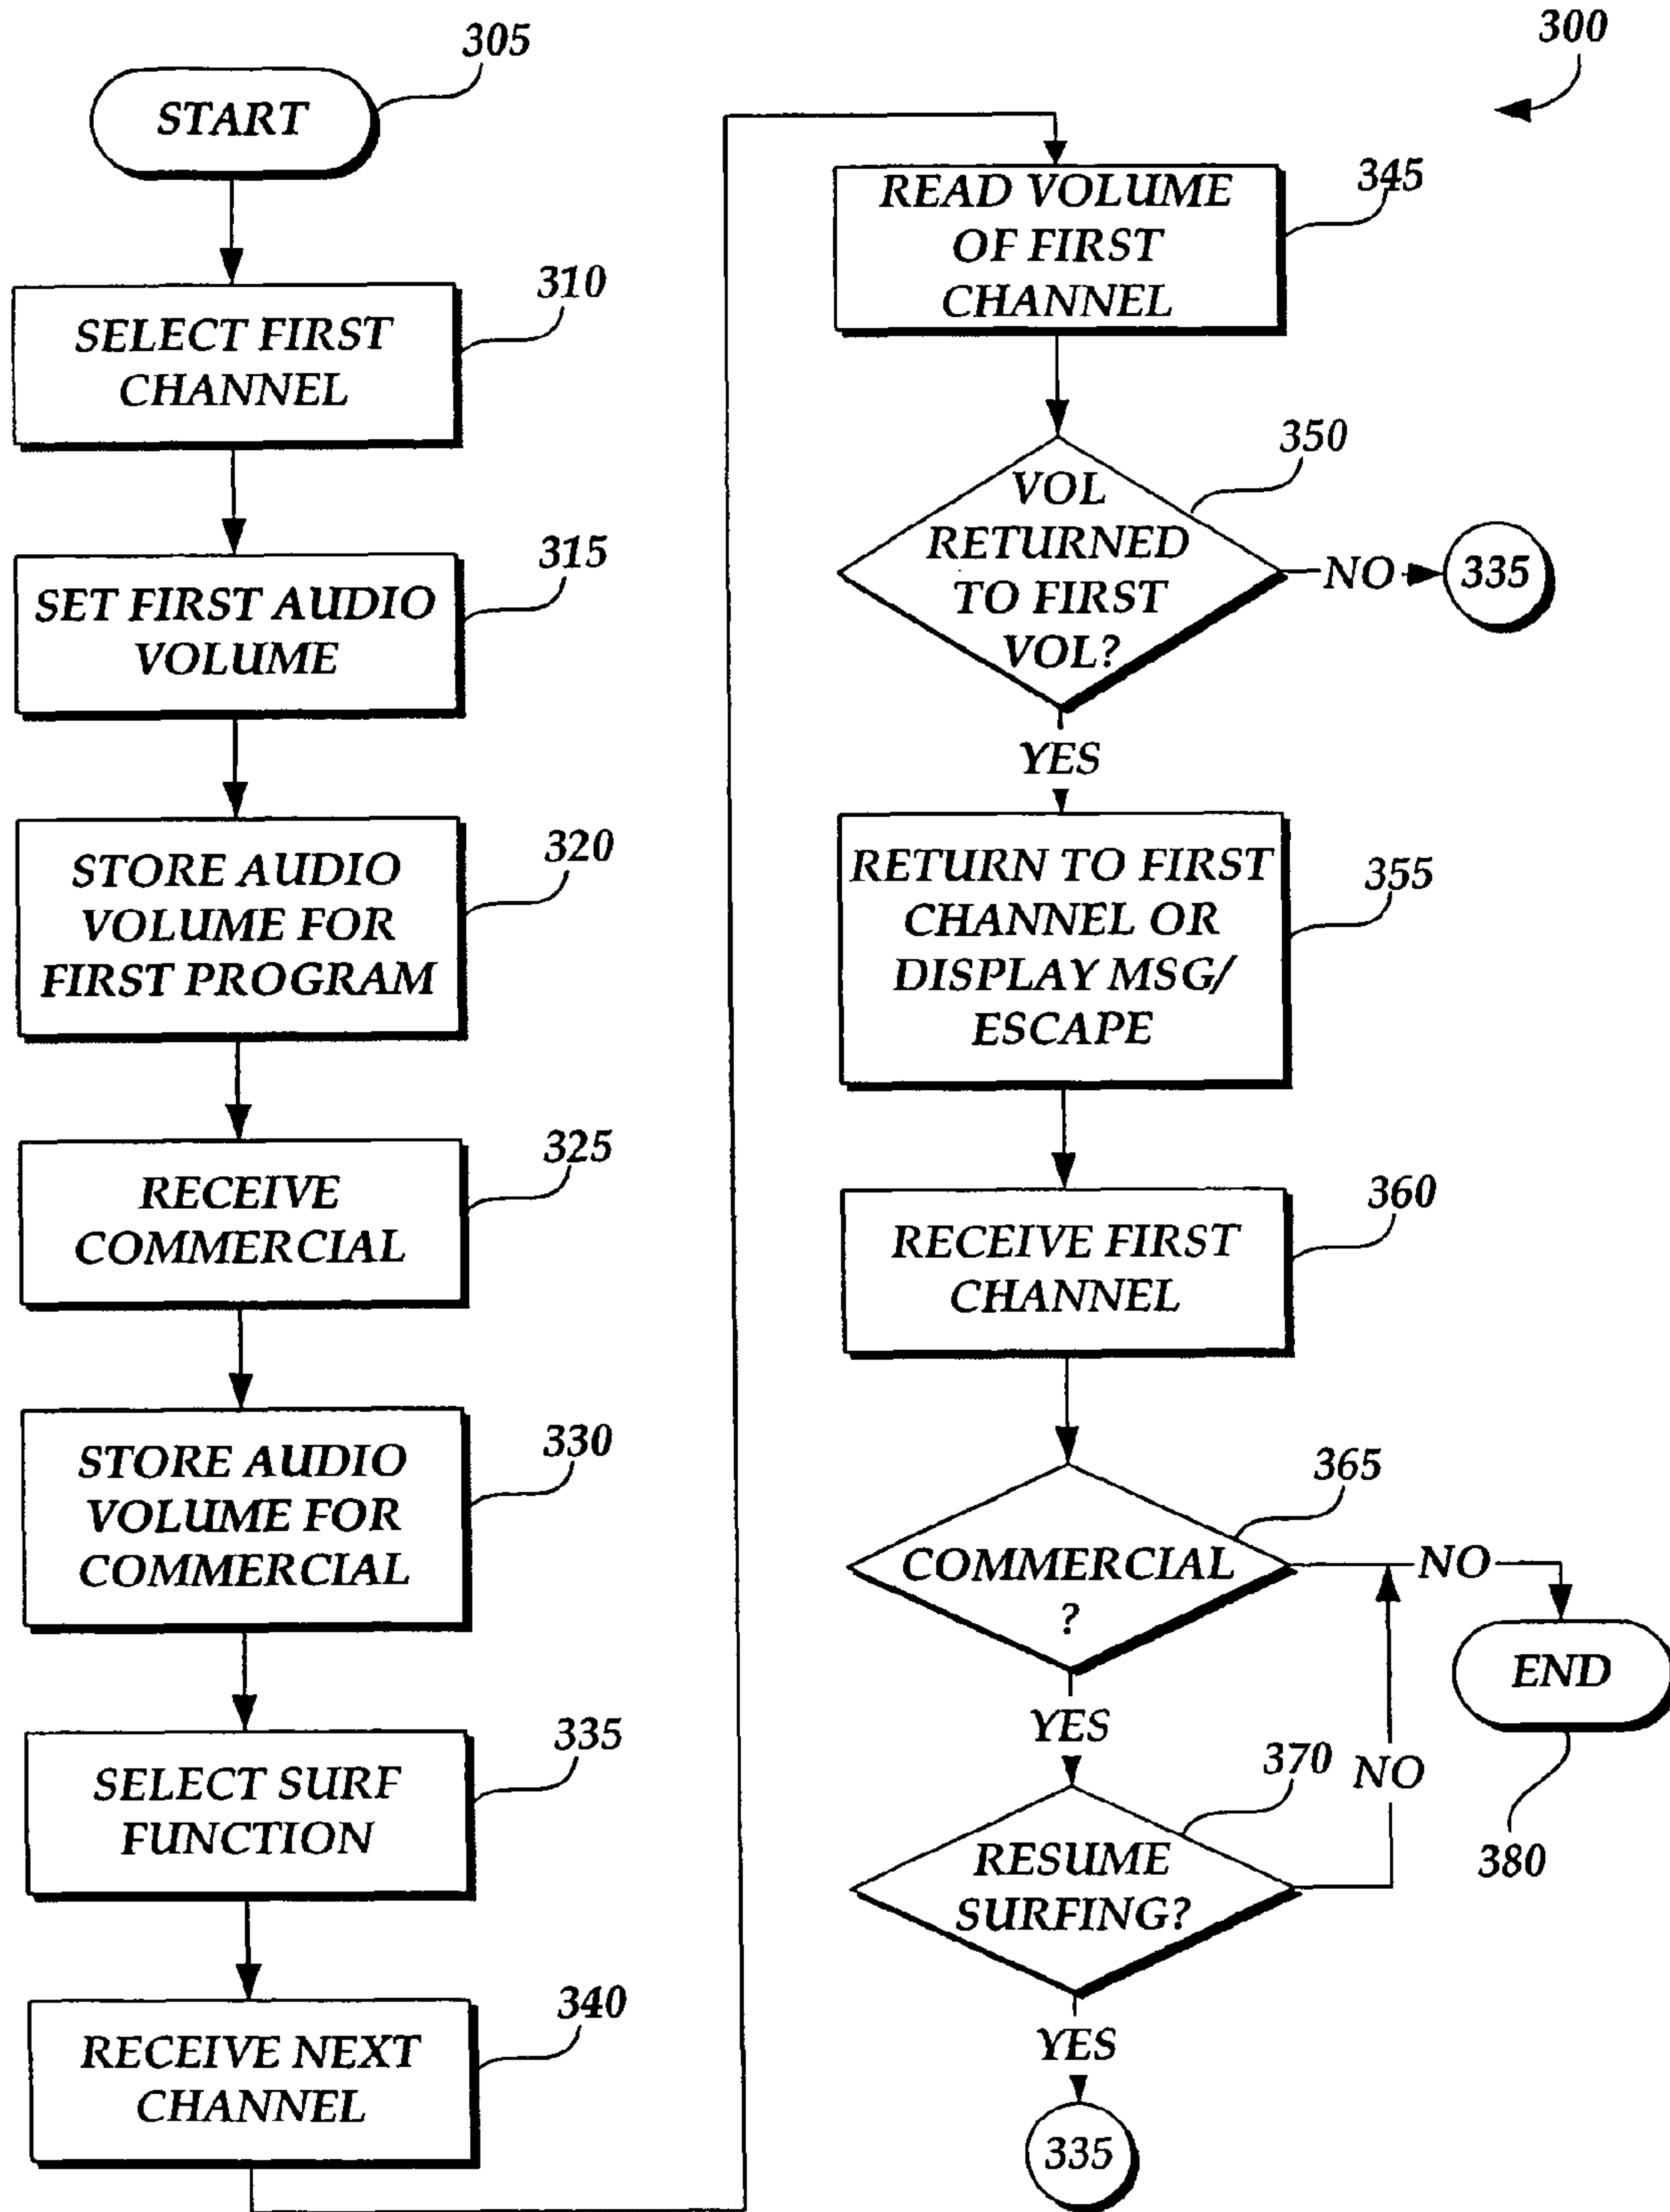 305
START
310
SELECT FIRST
CHANNEL
315
SET FIRST AUDIO
VOLUME
320
STORE AUDIO
VOLUME FOR
FIRST PROGRAM
325
RECEIVE
COMMERCIAL
330
STORE AUDIO
VOLUME FOR
COMMERCIAL
335
SELECT SURF
FUNCTION
340
RECEIVE NEXT
CHANNEL
300
345
READ VOLUME
OF FIRST
CHANNEL
350
VOL
RETURNED
TO FIRST
VOL?
NO
335
YES
355
RETURN TO FIRST
CHANNEL OR
DISPLAY MSG/
ESCAPE
360
RECEIVE FIRST
CHANNEL
365
COMMERCIAL
?
NO
END
380
YES
370
NO
RESUME
SURFING?
YES
335